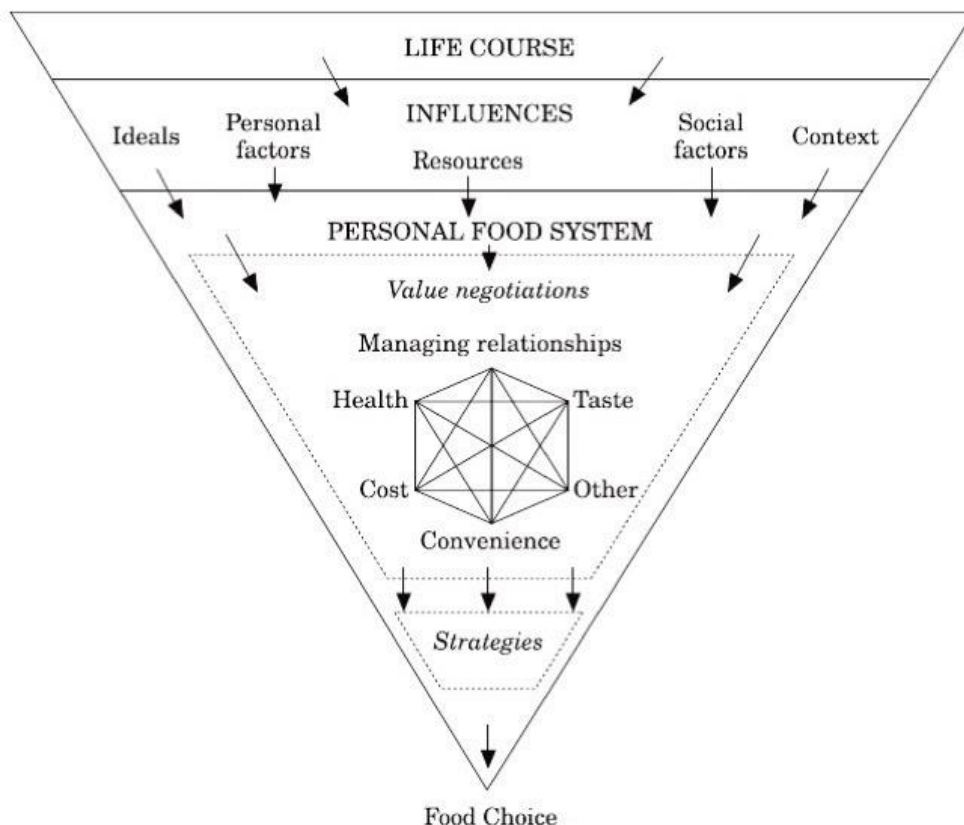 LIFE COURSE
INFLUENCES
Ideals
Personal
factors
Resources
Social
factors
Context
PERSONAL FOOD SYSTEM
Value negotiations
Managing relationships
Health
Taste
Cost
Other
Convenience
Strategies
Food Choice